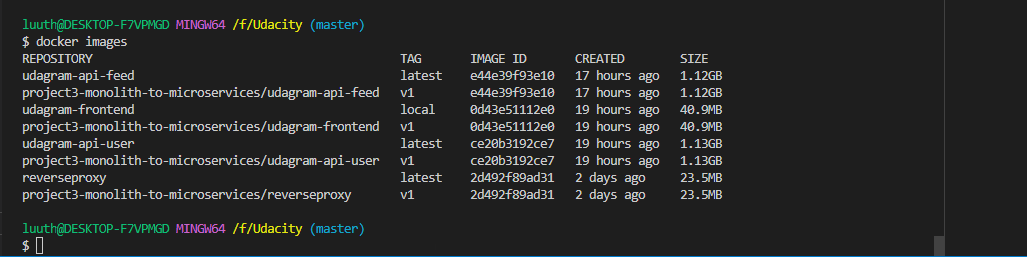 luuth@DESKTOP-F7VPMGD MINGW64 /f/Udacity (master)
$ docker images
REPOSITORY TAG IMAGE ID CREATED SIZE
udagram-api-feed latest e44e39f93e10 17 hours ago 1.12GB
project3-monolith-to-microservices/udagram-api-feed v1 e44e39f93e10 17 hours ago 1.12GB
udagram-frontend local 0d43e51112e0 19 hours ago 40.9MB
project3-monolith-to-microservices/udagram-frontend v1 0d43e51112e0 19 hours ago 40.9MB
udagram-api-user latest ce20b3192ce7 19 hours ago 1.13GB
project3-monolith-to-microservices/udagram-api-user v1 ce20b3192ce7 19 hours ago 1.13GB
reverseproxy latest 2d492f89ad31 2 days ago 23.5MB
project3-monolith-to-microservices/reverseproxy v1 2d492f89ad31 2 days ago 23.5MB
luuth@DESKTOP-F7VPMGD MINGW64 /f/Udacity (master)
$